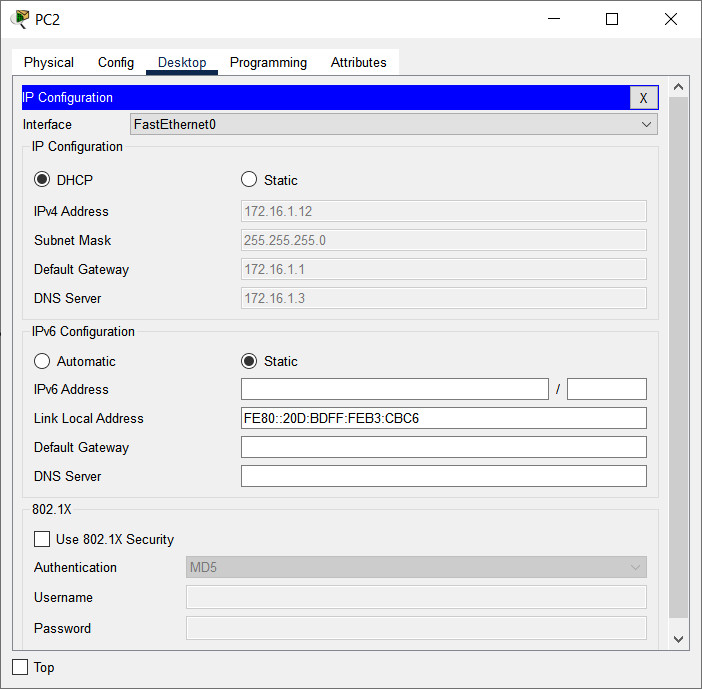 PC2
Physical Config Desktop Programming Attributes
IP Configuration X
Interface FastEthernet0
IP Configuration
DHCP Static
IPv4 Address 172.16.1.12
Subnet Mask 255.255.255.0
Default Gateway 172.16.1.1
DNS Server 172.16.1.3
IPv6 Configuration
Automatic Static
IPv6 Address /
Link Local Address FE80::20D:BDFF:FEB3:CBC6
Default Gateway
DNS Server
802.1X
Use 802.1X Security
Authentication MD5
Username
Password
Top